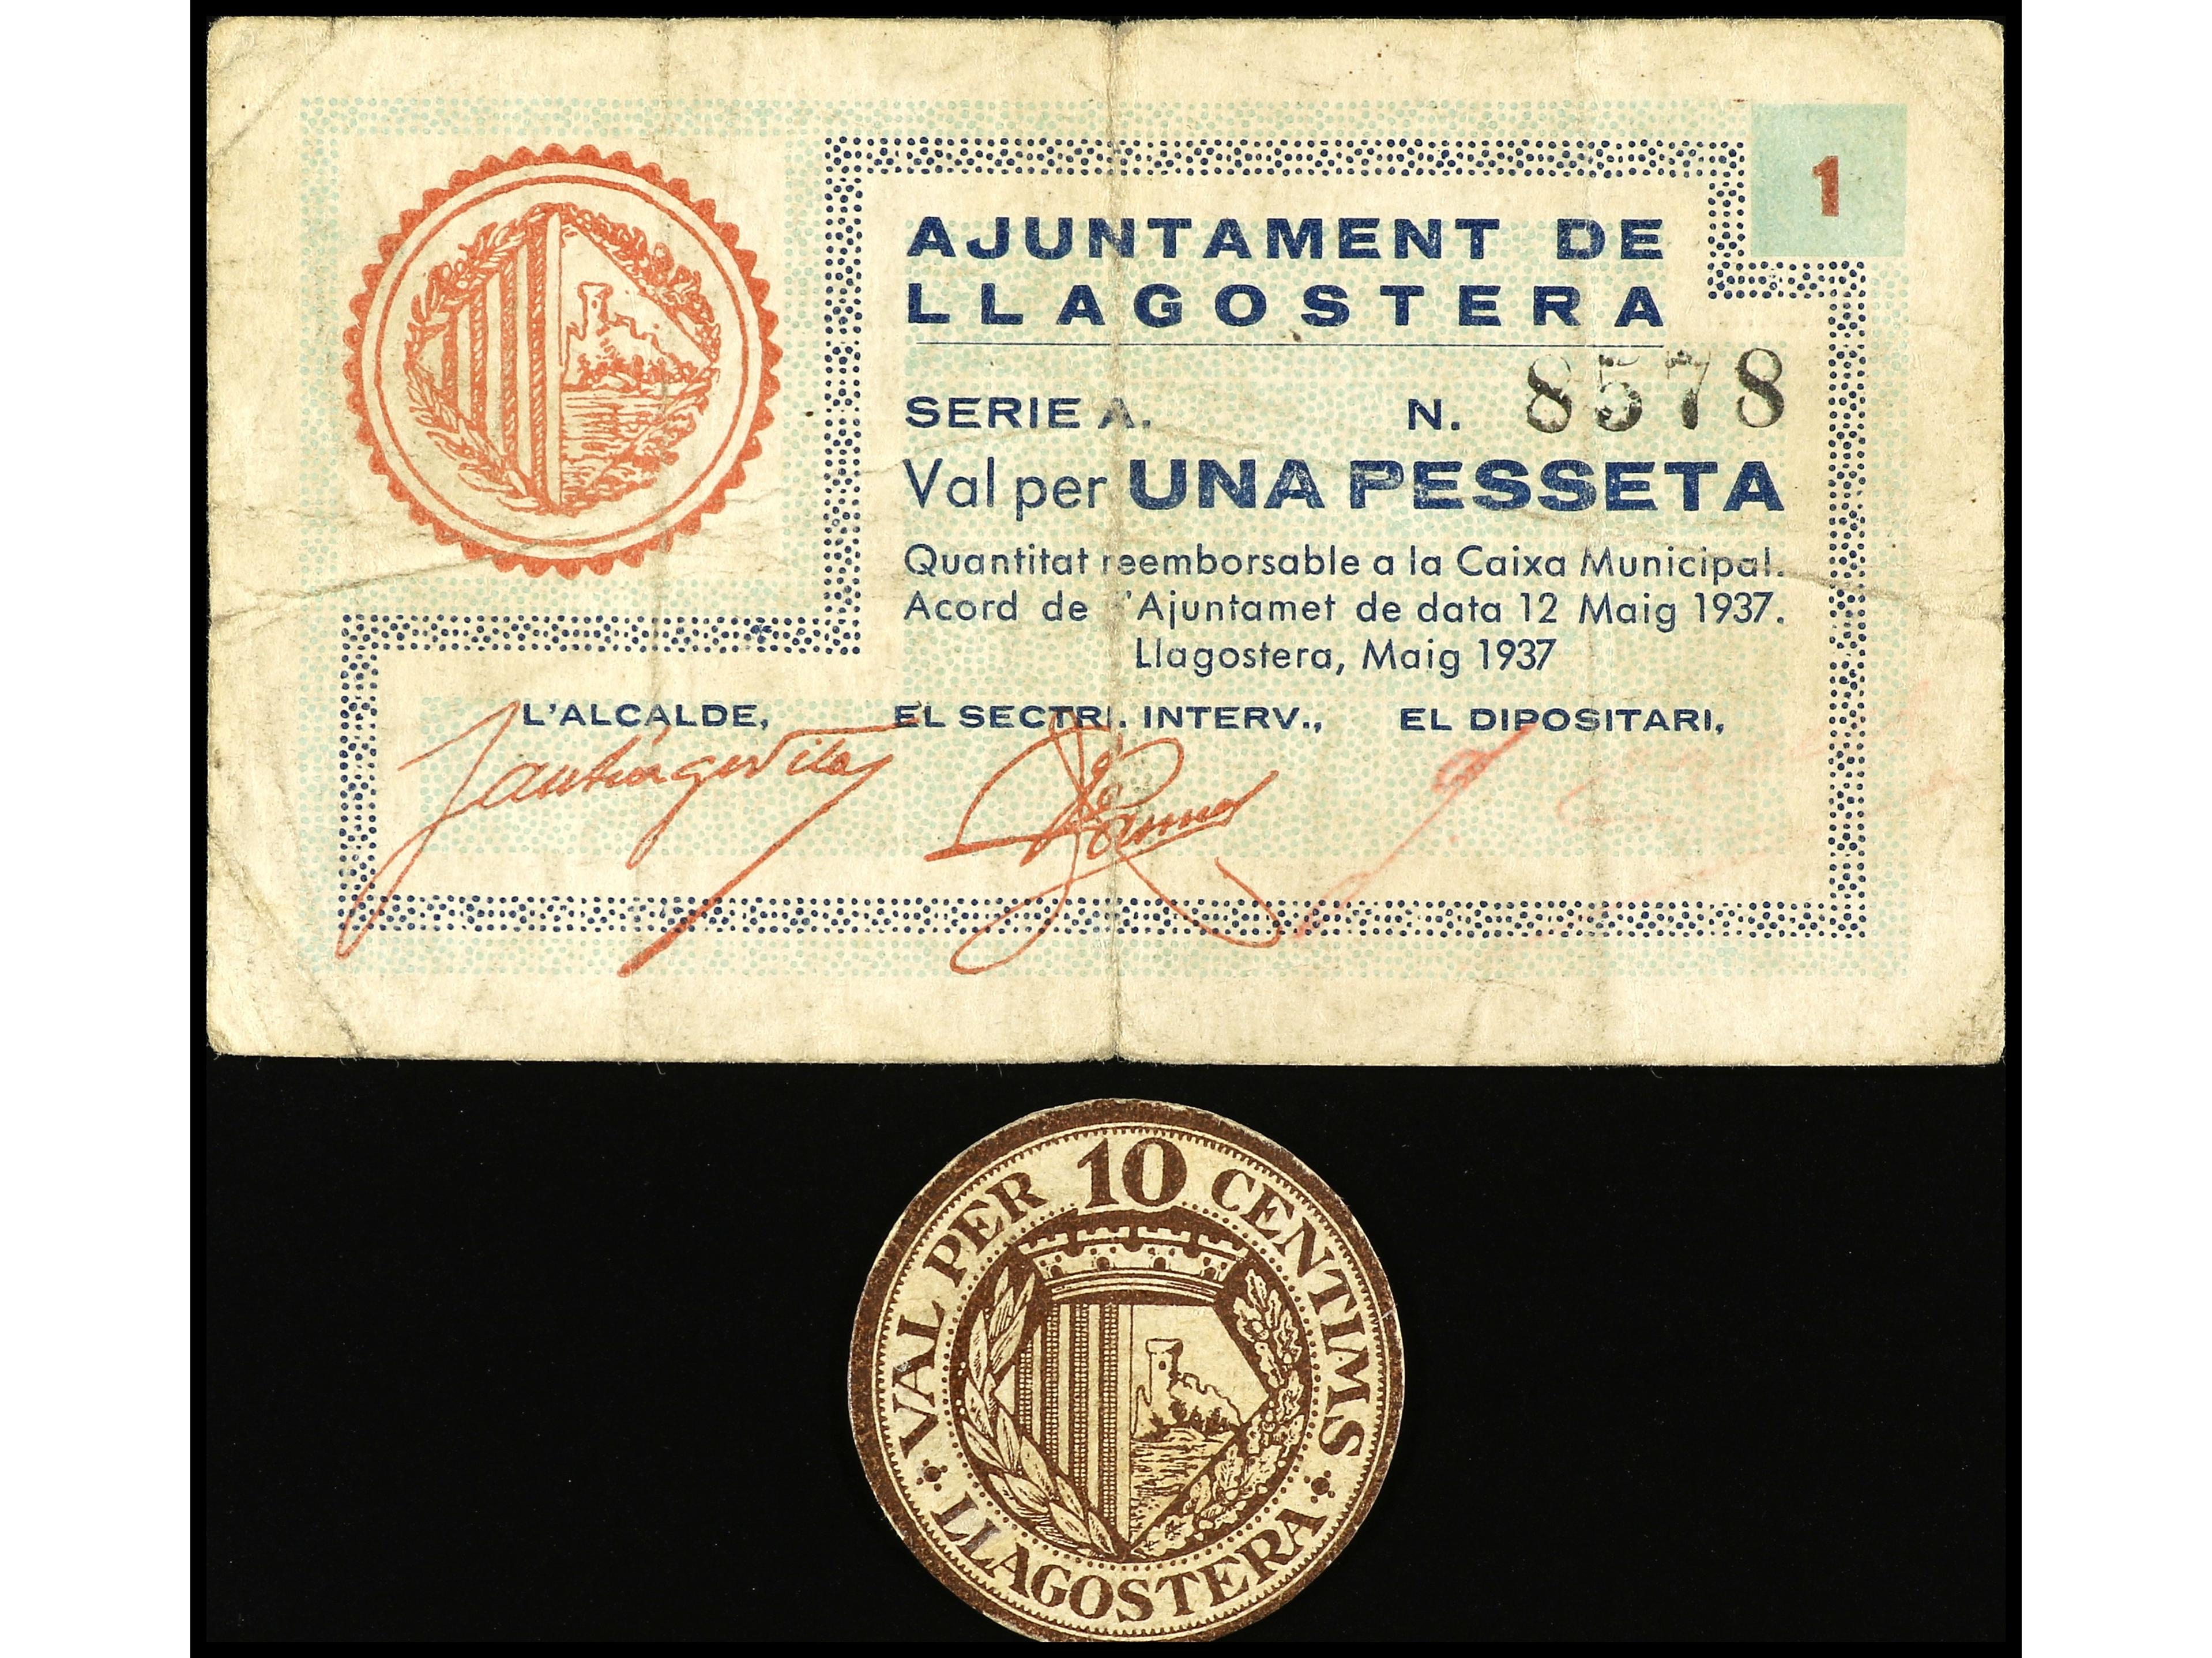 1
AJUNTAMENT DE
LLAGOSTERA
SERIE A. N. 8578
Val per UNA PESSETA
Quantitat reemborsable a la Caixa Municipal.
Acord de l'Ajuntamet de data 12 Maig 1937.
Llagostera, Maig 1937
L'ALCALDE, EL SECTRI. INTERV., EL DIPOSITARI,
VAL PER 10 CENTIMS
LLAGOSTERA